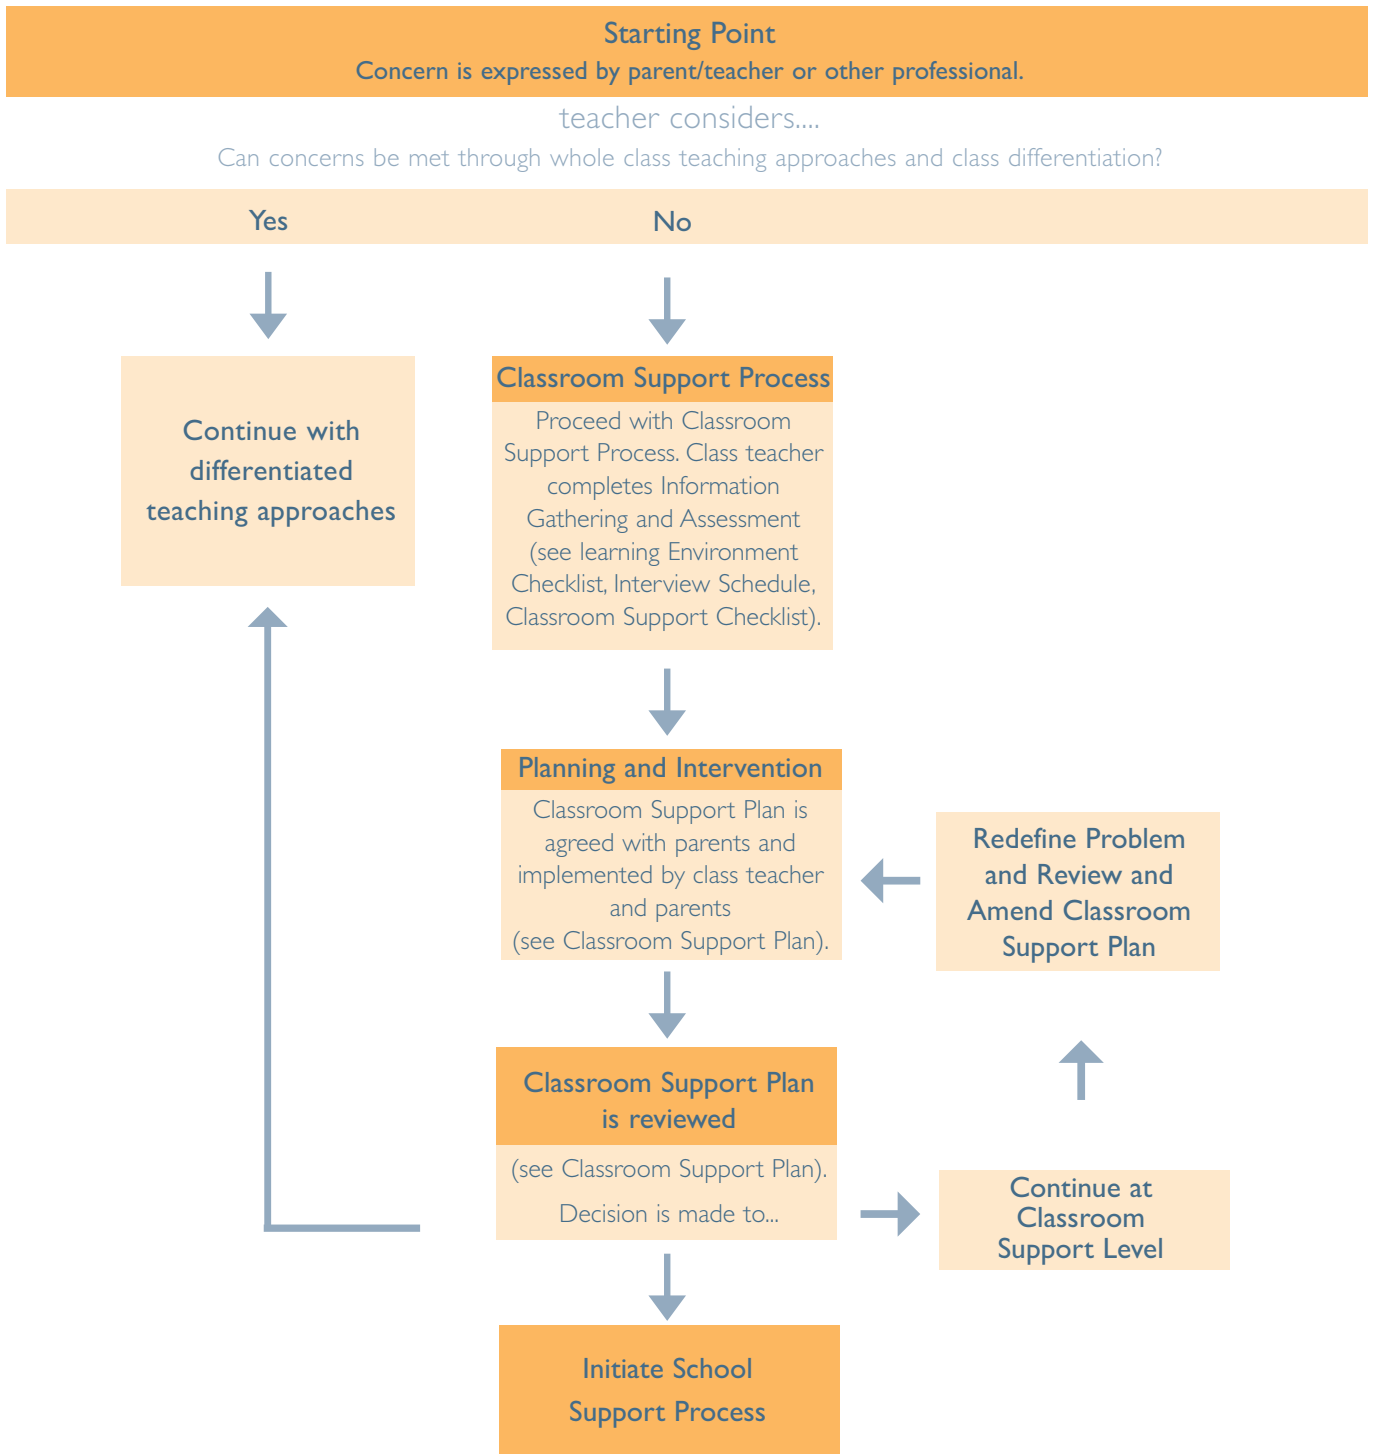 Starting Point
Concern is expressed by parent/teacher or other professional.
teacher considers....
Can concerns be met through whole class teaching approaches and class differentiation?
Yes
No
Continue with
differentiated
teaching approaches
Classroom Support Process
Proceed with Classroom
Support Process. Class teacher
completes Information
Gathering and Assessment
(see learning Environment
Checklist, Interview Schedule,
Classroom Support Checklist).
Planning and Intervention
Classroom Support Plan is
agreed with parents and
implemented by class teacher
and parents
(see Classroom Support Plan).
Redefine Problem
and Review and
Amend Classroom
Support Plan
Classroom Support Plan
is reviewed
(see Classroom Support Plan).
Decision is made to...
Continue at
Classroom
Support Level
Initiate School
Support Process